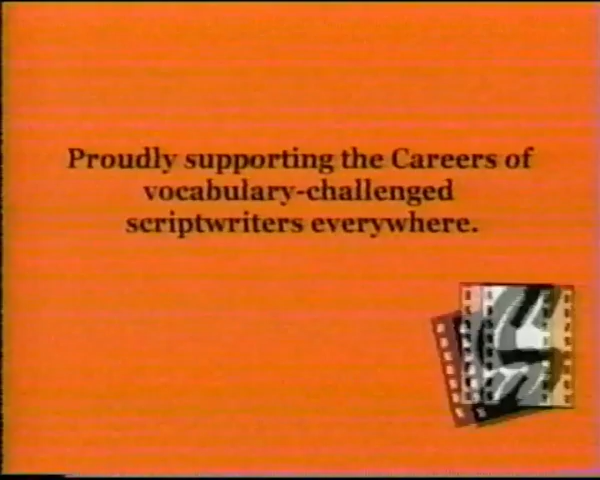 Proudly supporting the Careers of
vocabulary-challenged
scriptwriters everywhere.